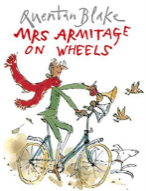 Quentin Blake
MRS ARMITAGE
ON WHEELS